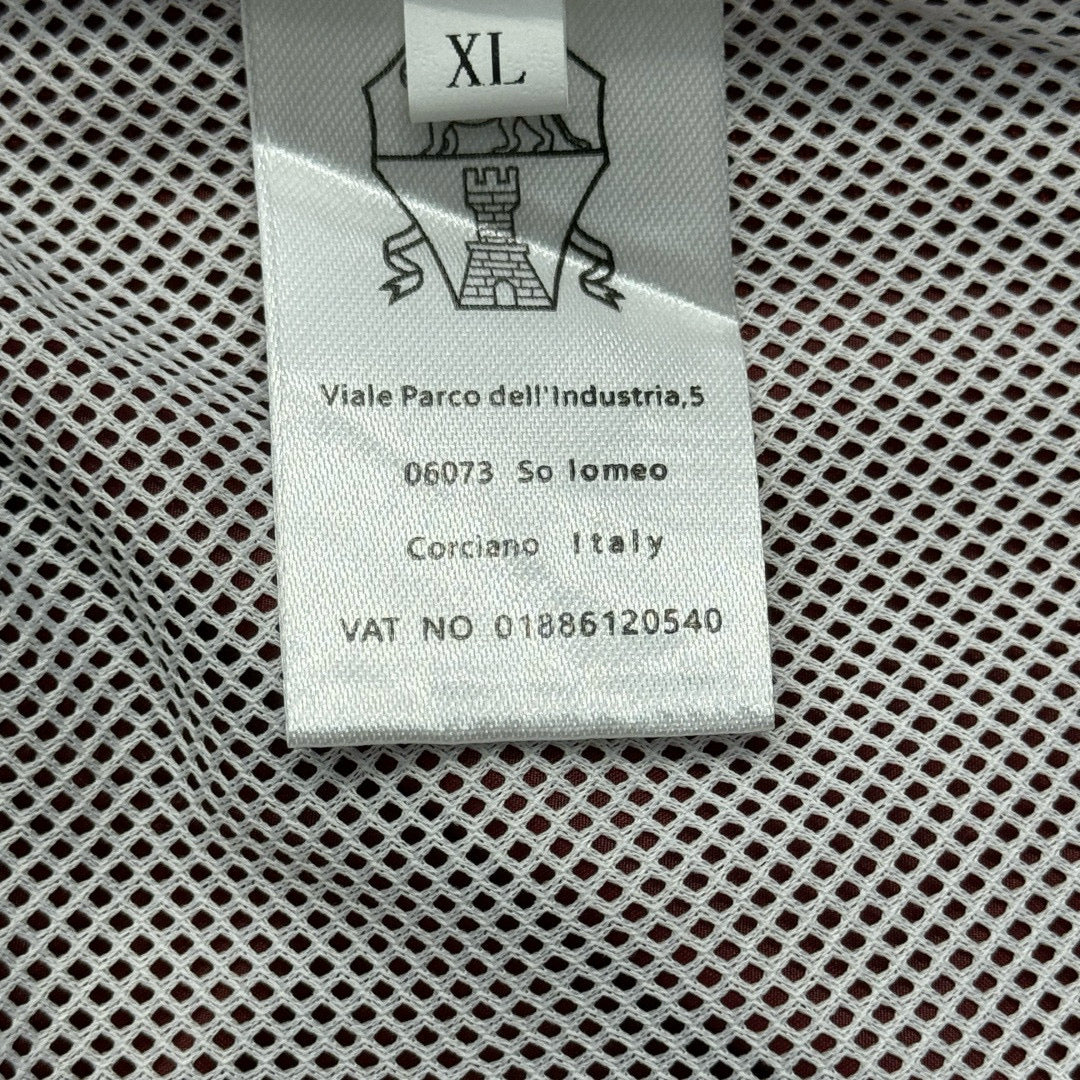 XL
Viale Parco dell'Industria,5
06073 So lomeo
Corciano Italy
VAT NO 01886120540